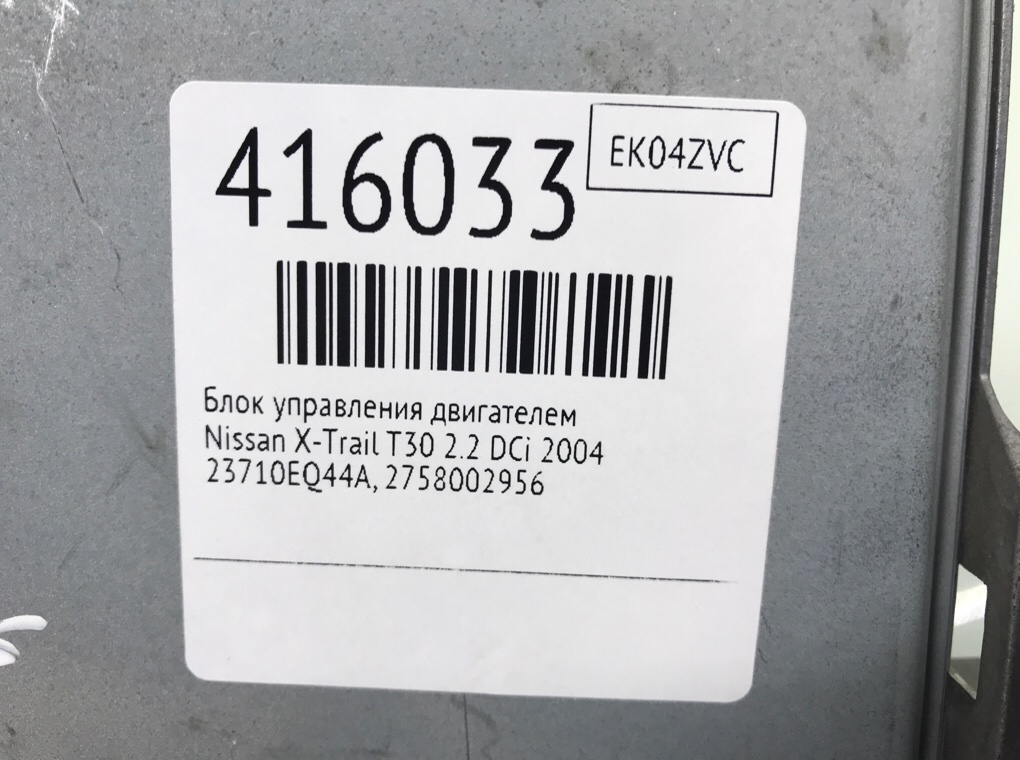 416033
EK04ZVC
Блок управления двигателем
Nissan X-Trail T30 2.2 DCi 2004
23710EQ44A, 2758002956